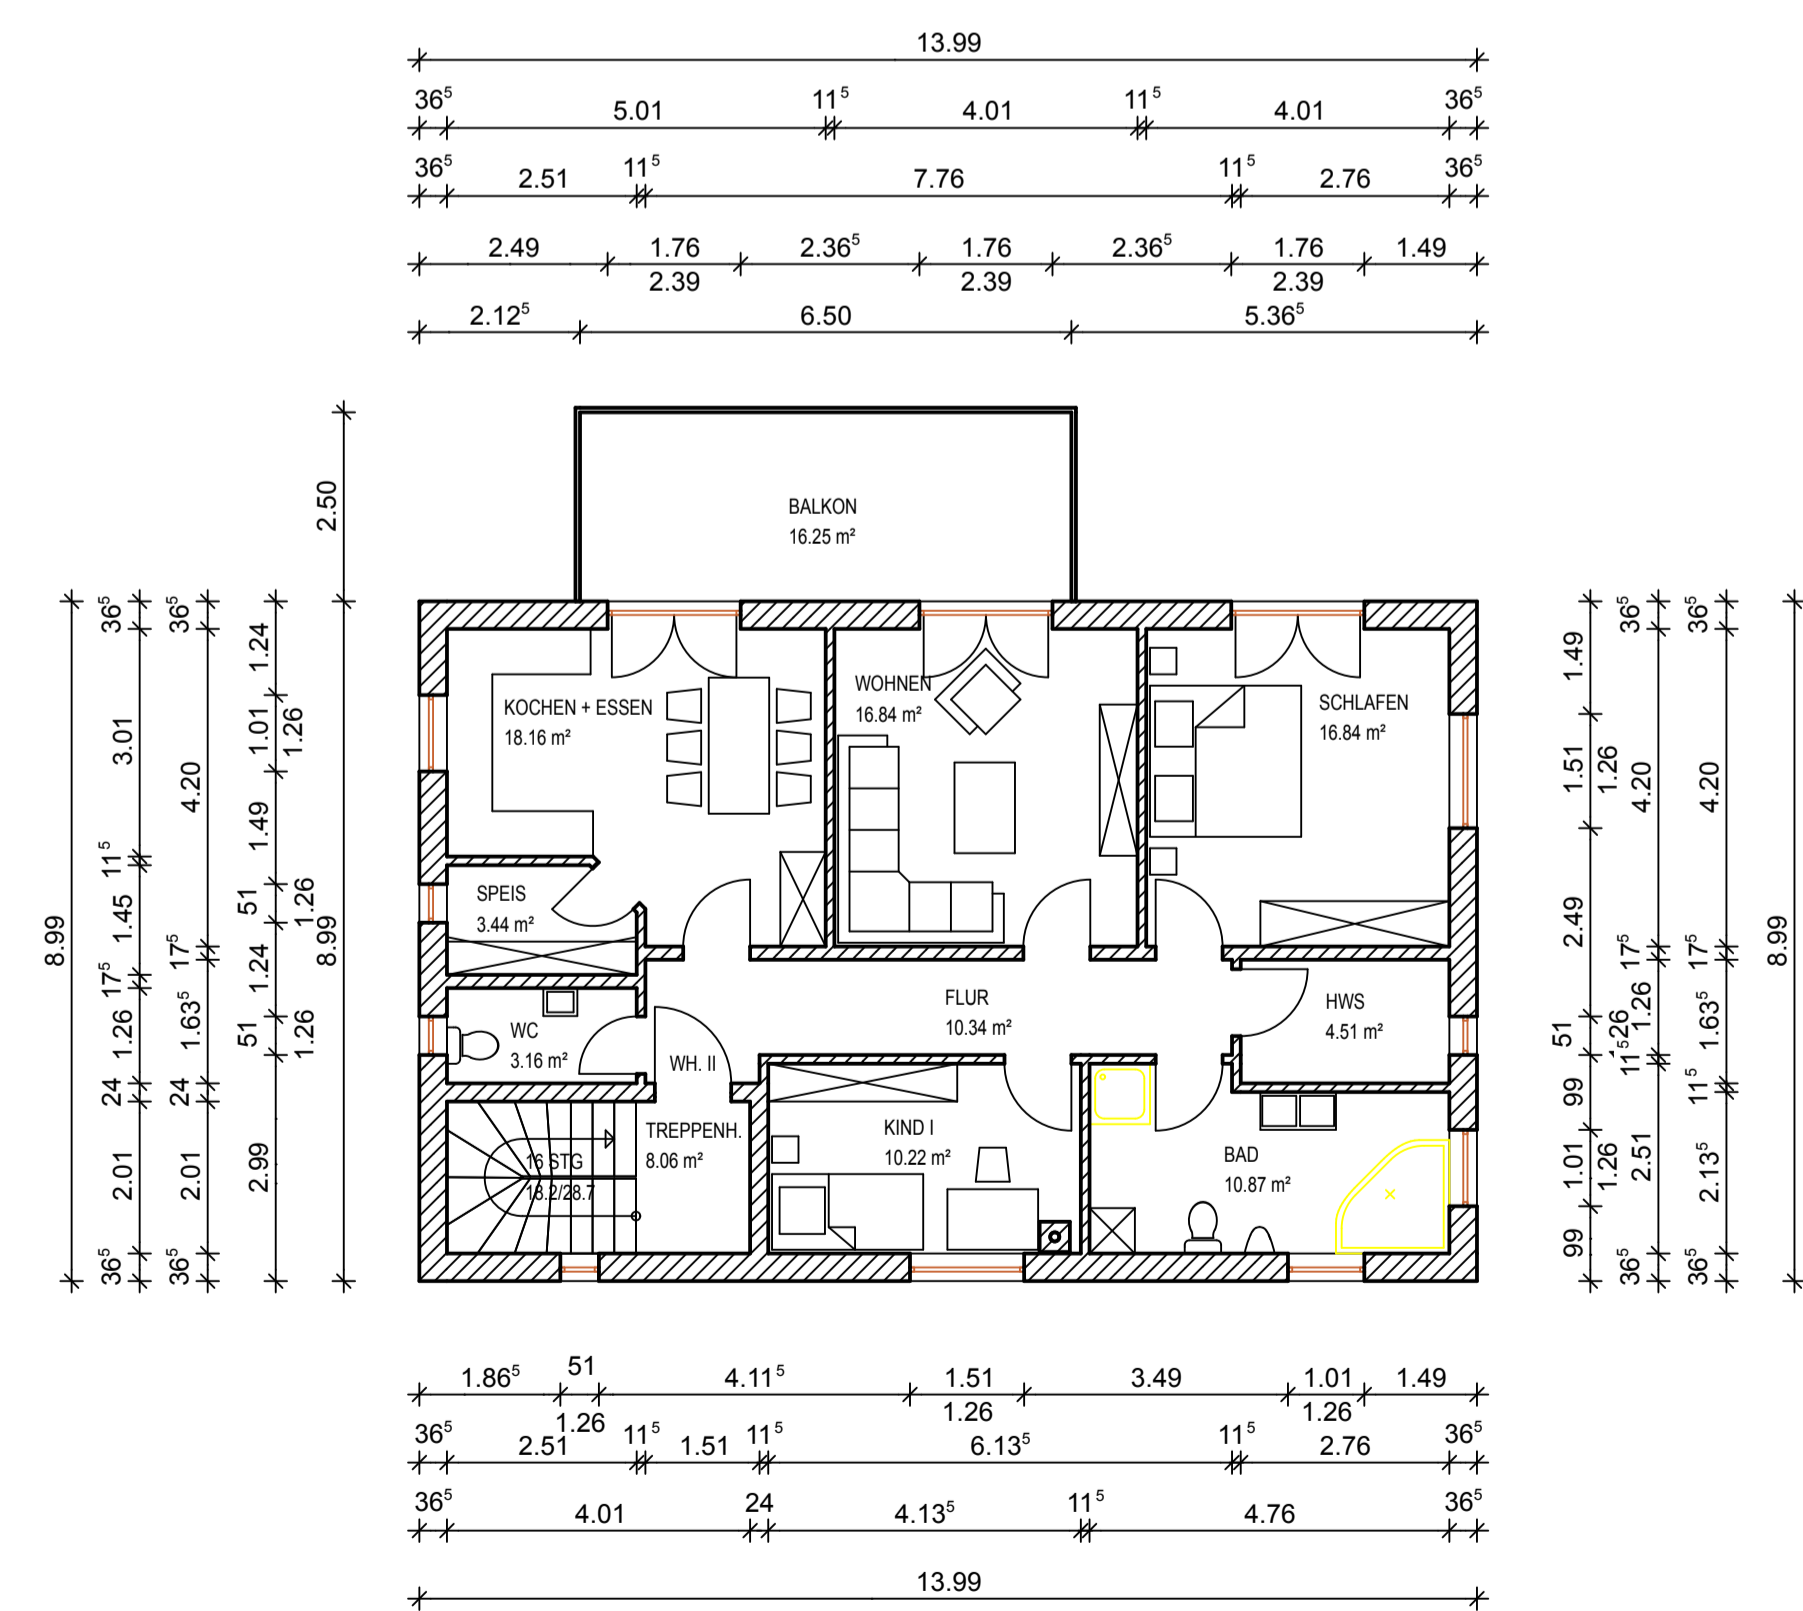 13.99
36⁵ 5.01 11⁵ 4.01 11⁵ 4.01 36⁵
36⁵ 2.51 11⁵ 7.76 11⁵ 2.76 36⁵
2.49 1.76 2.36⁵ 1.76 2.36⁵ 1.76 1.49
2.39 2.39 2.39
2.12⁵ 6.50 5.36⁵
2.50
8.99
8.99
36⁵ 3.01 11⁵ 1.45 17⁵ 1.26 24 2.01 36⁵
36⁵ 4.20 17⁵ 1.63⁵ 24 2.01 36⁵
1.24 1.01 1.49 51 1.24 51 2.99
1.26 1.26 1.26
BALKON
16.25 m²
KOCHEN + ESSEN
18.16 m²
WOHNEN
16.84 m²
SCHLAFEN
16.84 m²
SPEIS
3.44 m²
FLUR
10.34 m²
HWS
4.51 m²
WC
3.16 m²
WH. II
TREPPENH.
8.06 m²
16 STG
18.2/28.7
KIND I
10.22 m²
BAD
10.87 m²
1.49 1.51 2.49 51 99 1.01 99
1.26 1.26 1.26
36⁵ 4.20 17⁵ 1.26 11⁵ 2.51 36⁵
36⁵ 4.20 17⁵ 1.63⁵ 11⁵ 2.13⁵ 36⁵
8.99
1.86⁵ 51 4.11⁵ 1.51 3.49 1.01 1.49
1.26 1.26 1.26
36⁵ 2.51 11⁵ 1.51 11⁵ 6.13⁵ 11⁵ 2.76 36⁵
36⁵ 4.01 24 4.13⁵ 11⁵ 4.76 36⁵
13.99